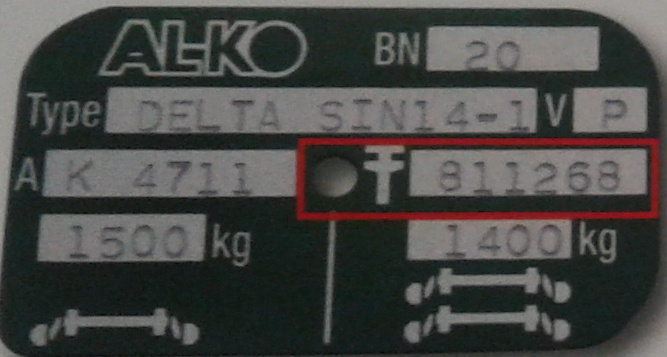 AL-KO BN 20
Type DELTA SIN14-1 V P
A K 4711 811268
1500 kg 1400 kg